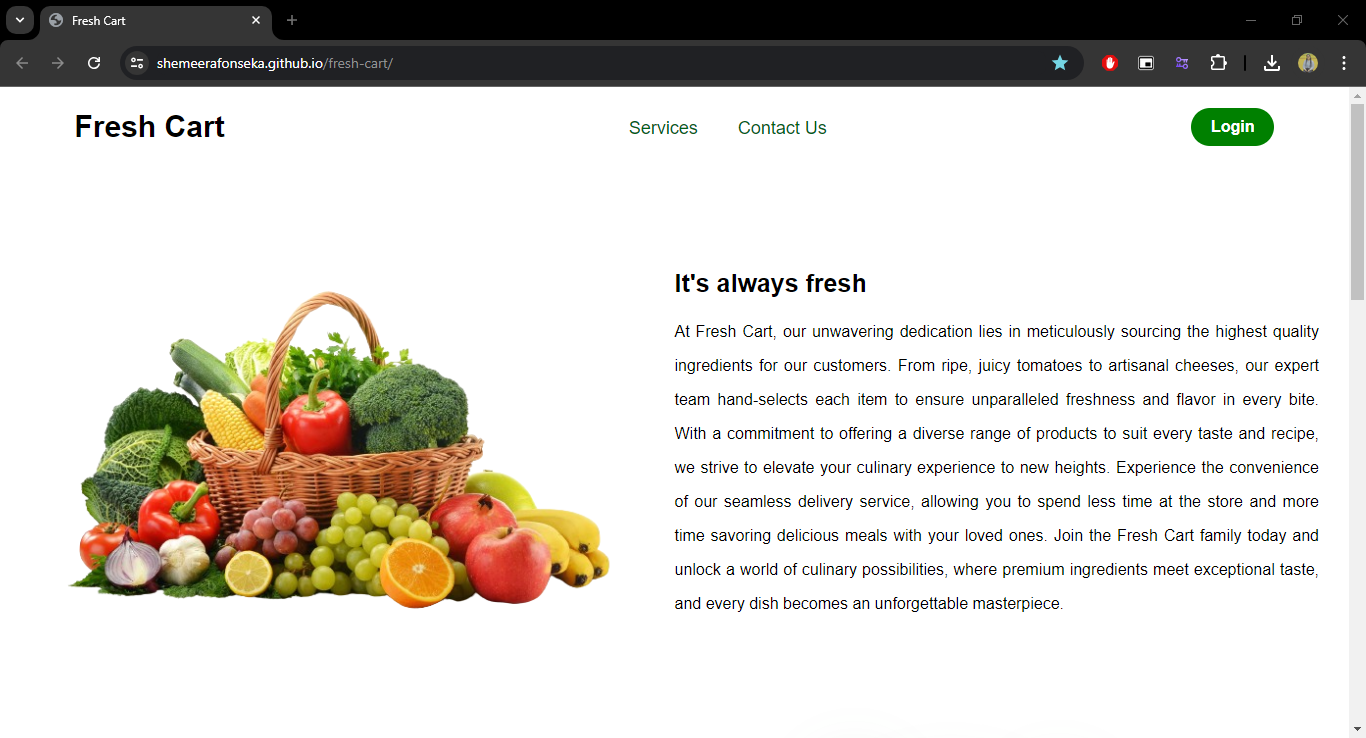 Fresh Cart
shemeerafonseka.github.io/fresh-cart/
Fresh Cart
Services
Contact Us
Login
It's always fresh
At Fresh Cart, our unwavering dedication lies in meticulously sourcing the highest quality
ingredients for our customers. From ripe, juicy tomatoes to artisanal cheeses, our expert
team hand-selects each item to ensure unparalleled freshness and flavor in every bite.
With a commitment to offering a diverse range of products to suit every taste and recipe,
we strive to elevate your culinary experience to new heights. Experience the convenience
of our seamless delivery service, allowing you to spend less time at the store and more
time savoring delicious meals with your loved ones. Join the Fresh Cart family today and
unlock a world of culinary possibilities, where premium ingredients meet exceptional taste,
and every dish becomes an unforgettable masterpiece.